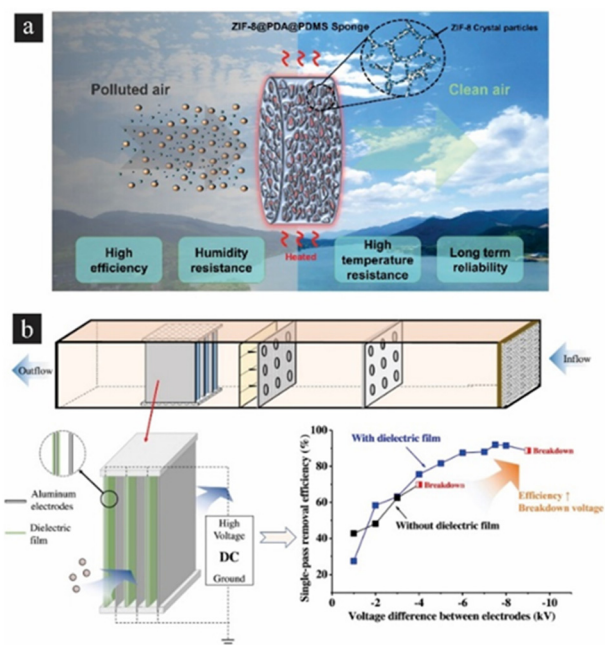 a
ZIF-8@PDA@PDMS Sponge
ZIF-8 Crystal particles
Polluted air
Clean air
Heated
High
efficiency
Humidity
resistance
High
temperature
resistance
Long term
reliability
b
Outflow
Inflow
Aluminum
electrodes
Dielectric
film
High
Voltage
DC
Ground
Single-pass removal efficiency (%)
100
80
60
40
20
With dielectric film
Breakdown
Breakdown
Without dielectric film
Efficiency ↑
Breakdown voltage
0
-2
-4
-6
-8
-10
Voltage difference between electrodes (kV)